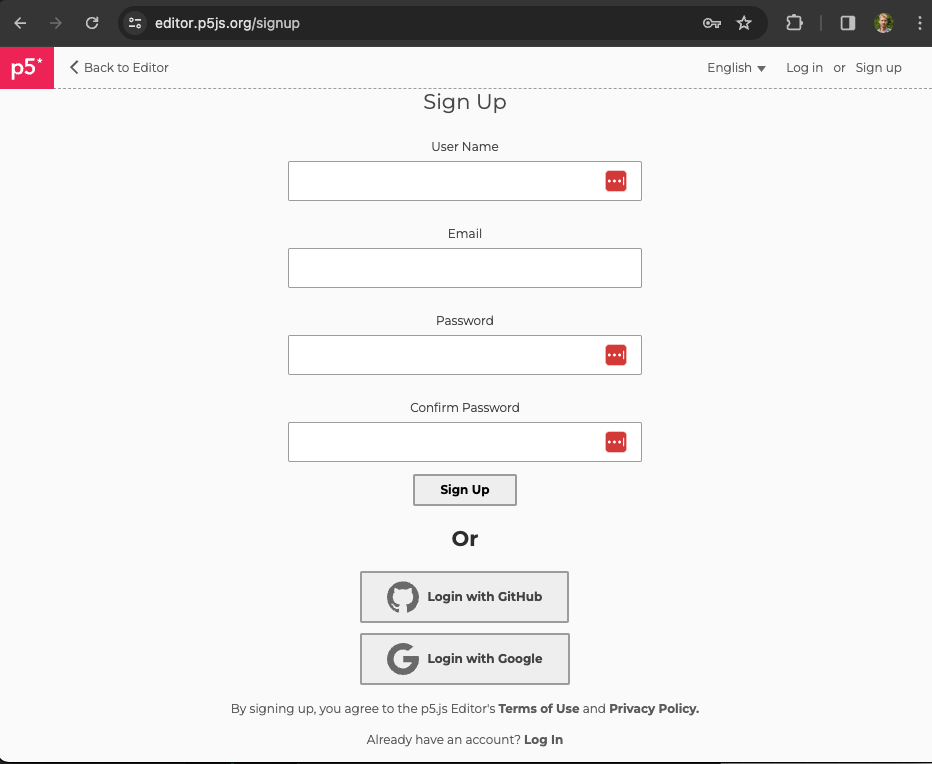 editor.p5js.org/signup
p5*
Back to Editor
English
Log in or Sign up
Sign Up
User Name
Email
Password
Confirm Password
Sign Up
Or
Login with GitHub
Login with Google
By signing up, you agree to the p5.js Editor's Terms of Use and Privacy Policy.
Already have an account? Log In